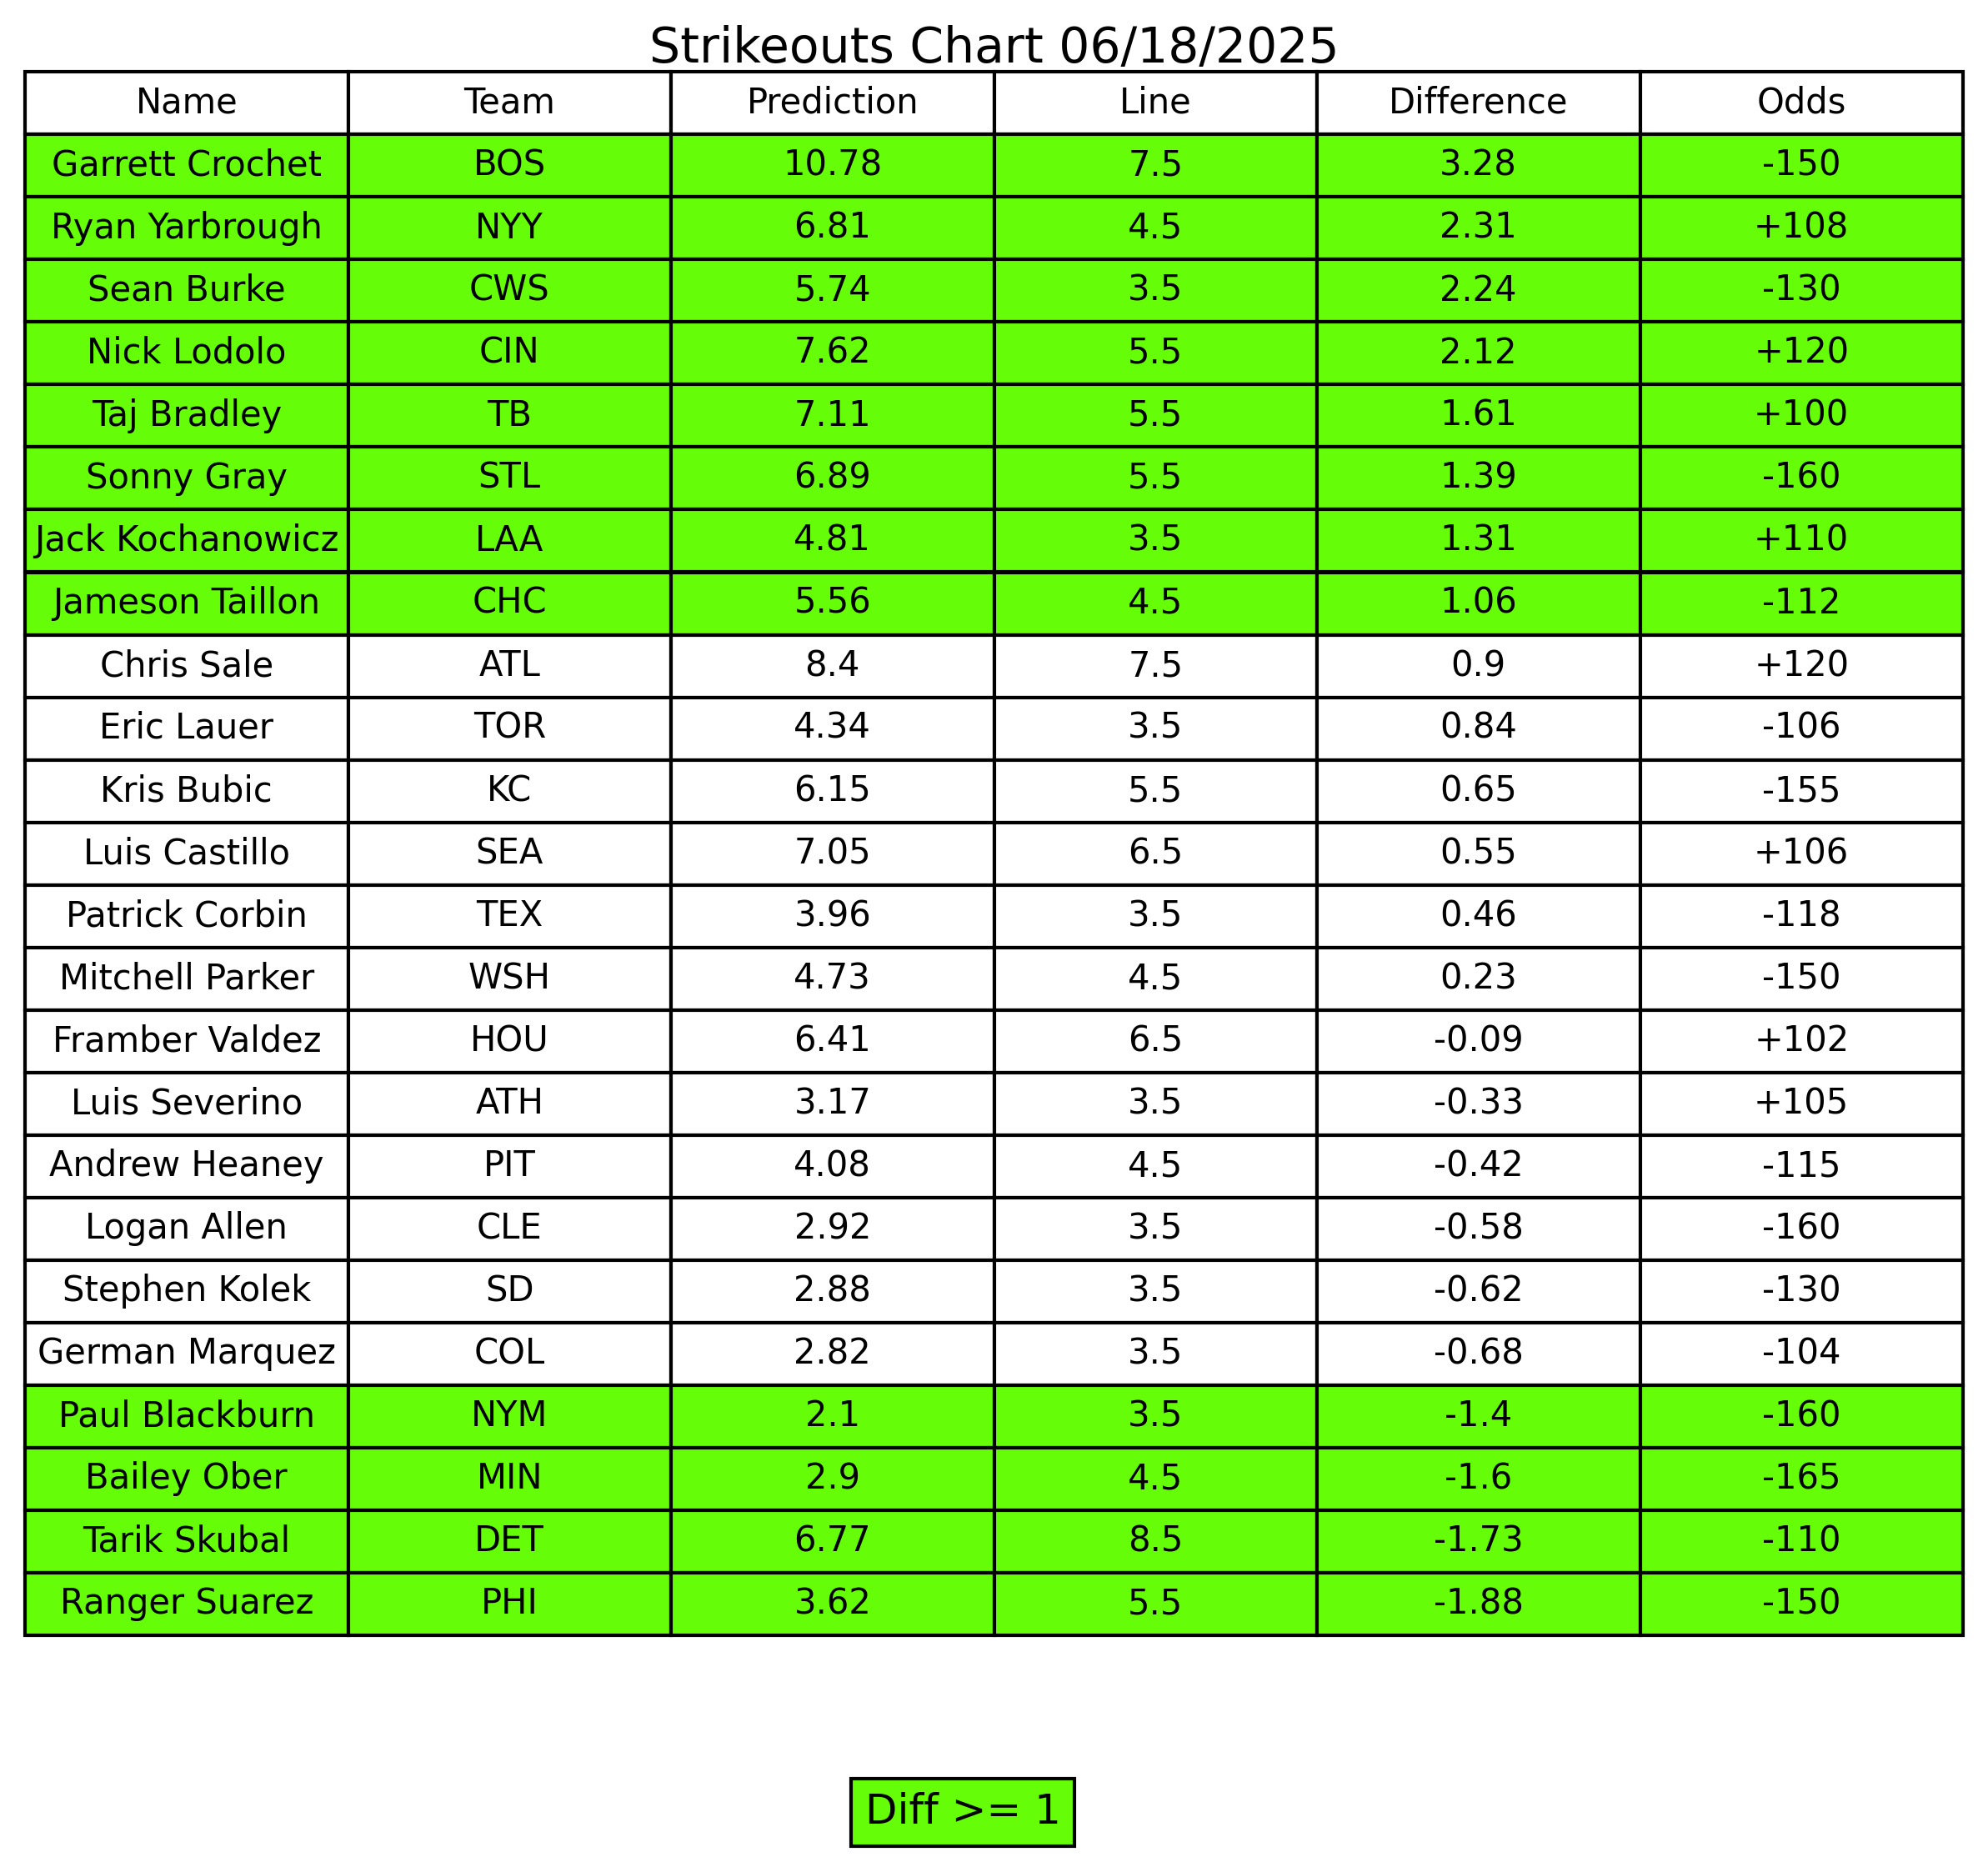 Strikeouts Chart 06/18/2025
Name Team Prediction Line Difference Odds
Garrett Crochet BOS 10.78 7.5 3.28 -150
Ryan Yarbrough NYY 6.81 4.5 2.31 +108
Sean Burke CWS 5.74 3.5 2.24 -130
Nick Lodolo CIN 7.62 5.5 2.12 +120
Taj Bradley TB 7.11 5.5 1.61 +100
Sonny Gray STL 6.89 5.5 1.39 -160
Jack Kochanowicz LAA 4.81 3.5 1.31 +110
Jameson Taillon CHC 5.56 4.5 1.06 -112
Chris Sale ATL 8.4 7.5 0.9 +120
Eric Lauer TOR 4.34 3.5 0.84 -106
Kris Bubic KC 6.15 5.5 0.65 -155
Luis Castillo SEA 7.05 6.5 0.55 +106
Patrick Corbin TEX 3.96 3.5 0.46 -118
Mitchell Parker WSH 4.73 4.5 0.23 -150
Framber Valdez HOU 6.41 6.5 -0.09 +102
Luis Severino ATH 3.17 3.5 -0.33 +105
Andrew Heaney PIT 4.08 4.5 -0.42 -115
Logan Allen CLE 2.92 3.5 -0.58 -160
Stephen Kolek SD 2.88 3.5 -0.62 -130
German Marquez COL 2.82 3.5 -0.68 -104
Paul Blackburn NYM 2.1 3.5 -1.4 -160
Bailey Ober MIN 2.9 4.5 -1.6 -165
Tarik Skubal DET 6.77 8.5 -1.73 -110
Ranger Suarez PHI 3.62 5.5 -1.88 -150
Diff >= 1